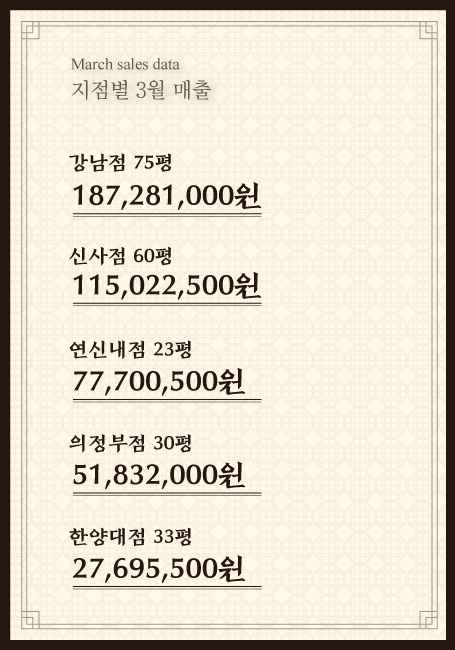 March sales data
지점별 3월 매출
강남점 75평
187,281,000원
신사점 60평
115,022,500원
연신내점 23평
77,700,500원
의정부점 30평
51,832,000원
한양대점 33평
27,695,500원